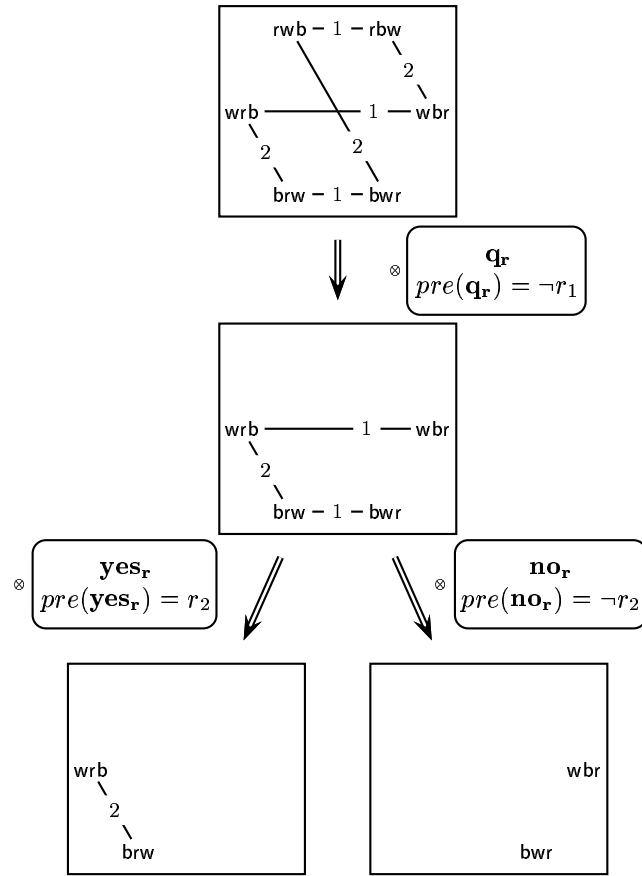 rwb 1 rbw
2
wrb 1 wbr
2 2
brw 1 bwr
⊗ q_r
pre(q_r) = ¬r_1
wrb 1 wbr
2
brw 1 bwr
⊗ yes_r
pre(yes_r) = r_2
⊗ no_r
pre(no_r) = ¬r_2
wrb
2
brw
wbr
bwr